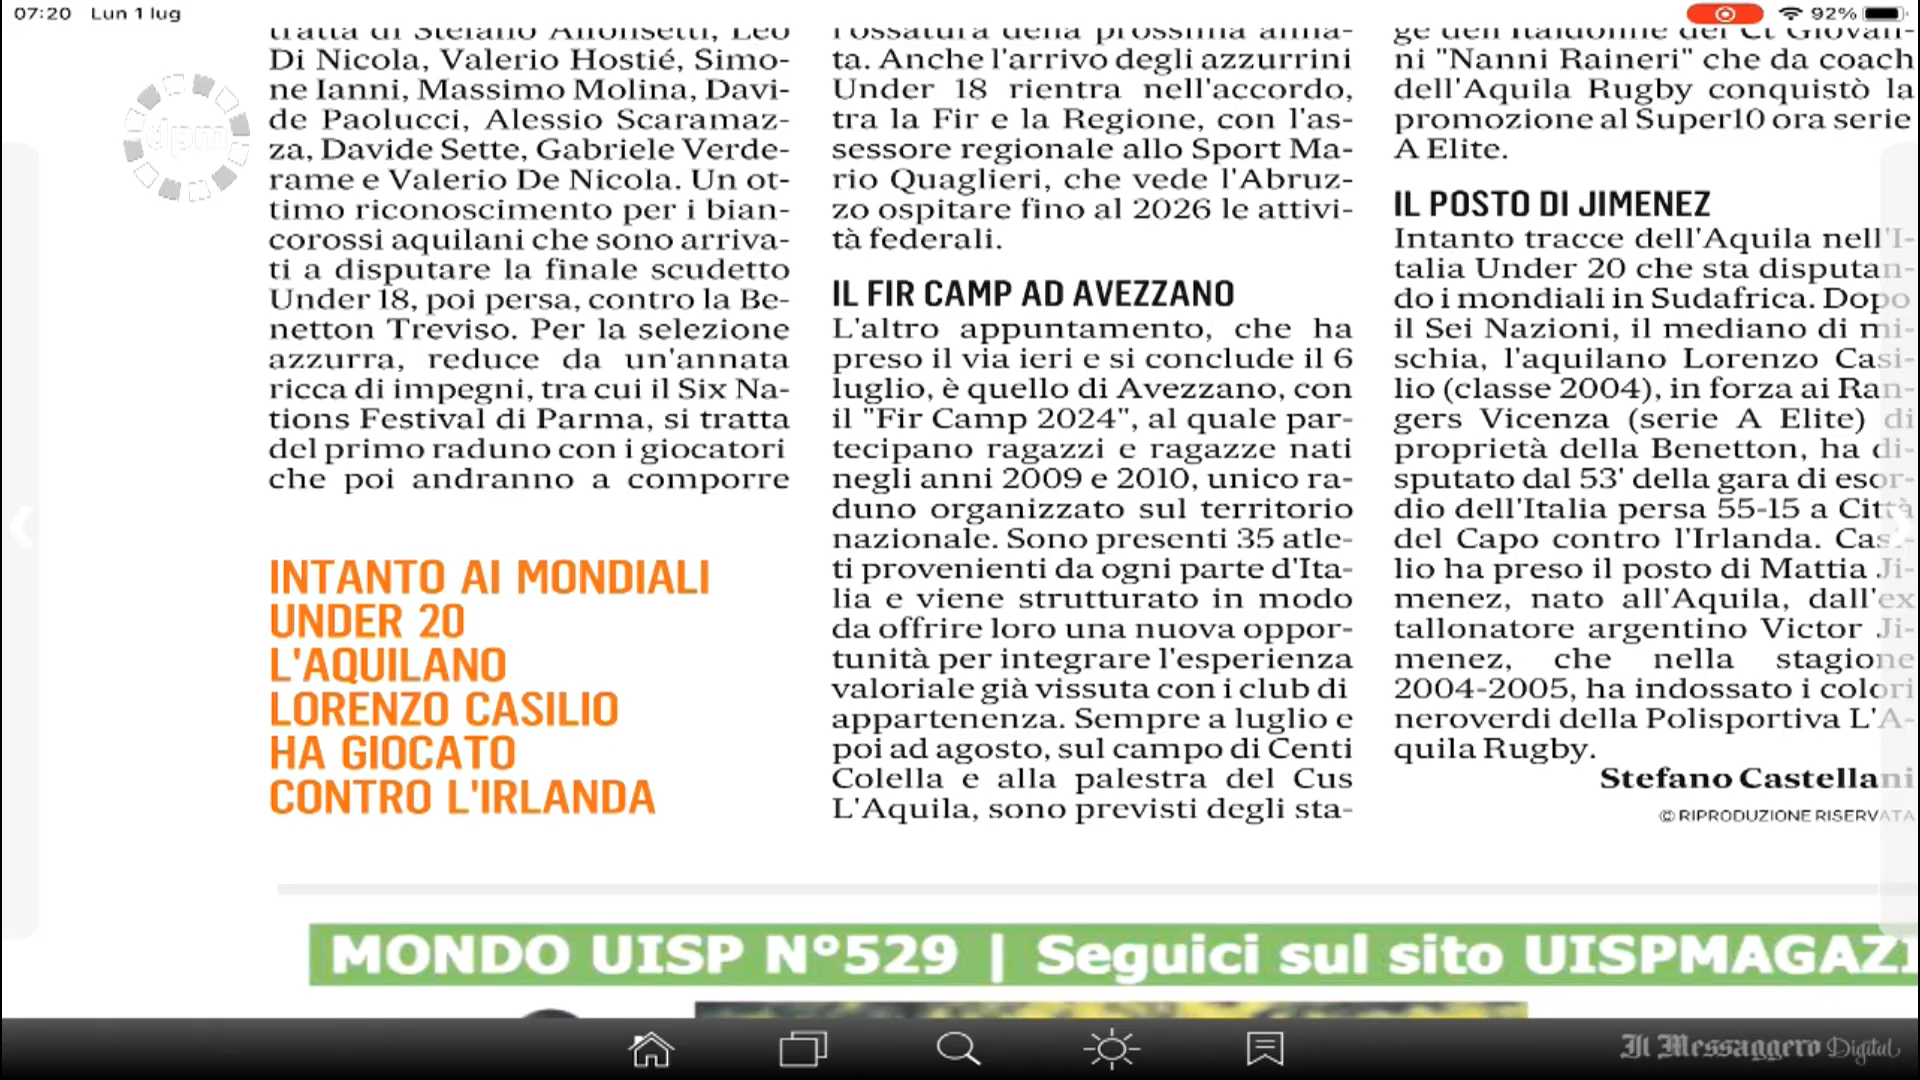 07:20 Lun 1 lug
92%
dpm
tratta di Stefano Alfonsetti, Leo
Di Nicola, Valerio Hostié, Simo-
ne Ianni, Massimo Molina, Davi-
de Paolucci, Alessio Scaramaz-
za, Davide Sette, Gabriele Verde-
rame e Valerio De Nicola. Un ot-
timo riconoscimento per i bian-
corossi aquilani che sono arriva-
ti a disputare la finale scudetto
Under 18, poi persa, contro la Be-
netton Treviso. Per la selezione
azzurra, reduce da un'annata
ricca di impegni, tra cui il Six Na-
tions Festival di Parma, si tratta
del primo raduno con i giocatori
che poi andranno a comporre
INTANTO AI MONDIALI
UNDER 20
L'AQUILANO
LORENZO CASILIO
HA GIOCATO
CONTRO L'IRLANDA
l'ossatura della prossima anna-
ta. Anche l'arrivo degli azzurrini
Under 18 rientra nell'accordo,
tra la Fir e la Regione, con l'as-
sessore regionale allo Sport Ma-
rio Quaglieri, che vede l'Abruz-
zo ospitare fino al 2026 le attivi-
tà federali.
IL FIR CAMP AD AVEZZANO
L'altro appuntamento, che ha
preso il via ieri e si conclude il 6
luglio, è quello di Avezzano, con
il "Fir Camp 2024", al quale par-
tecipano ragazzi e ragazze nati
negli anni 2009 e 2010, unico ra-
duno organizzato sul territorio
nazionale. Sono presenti 35 atle-
ti provenienti da ogni parte d'Ita-
lia e viene strutturato in modo
da offrire loro una nuova oppor-
tunità per integrare l'esperienza
valoriale già vissuta con i club di
appartenenza. Sempre a luglio e
poi ad agosto, sul campo di Centi
Colella e alla palestra del Cus
L'Aquila, sono previsti degli sta-
ge dell'Italdonne del Ct Giovan-
ni "Nanni Raineri" che da coach
dell'Aquila Rugby conquistò la
promozione al Super10 ora serie
A Elite.
IL POSTO DI JIMENEZ
Intanto tracce dell'Aquila nell'I-
talia Under 20 che sta disputan-
do i mondiali in Sudafrica. Dopo
il Sei Nazioni, il mediano di mi-
schia, l'aquilano Lorenzo Casi-
lio (classe 2004), in forza ai Ran-
gers Vicenza (serie A Elite) di
proprietà della Benetton, ha di-
sputato dal 53' della gara di esor-
dio dell'Italia persa 55-15 a Città
del Capo contro l'Irlanda. Casi-
lio ha preso il posto di Mattia Ji-
menez, nato all'Aquila, dall'ex
tallonatore argentino Victor Ji-
menez, che nella stagione
2004-2005, ha indossato i colori
neroverdi della Polisportiva L'A-
quila Rugby.
Stefano Castellani
© RIPRODUZIONE RISERVATA
MONDO UISP N°529 | Seguici sul sito UISPMAGAZI
Il Messaggero Digital